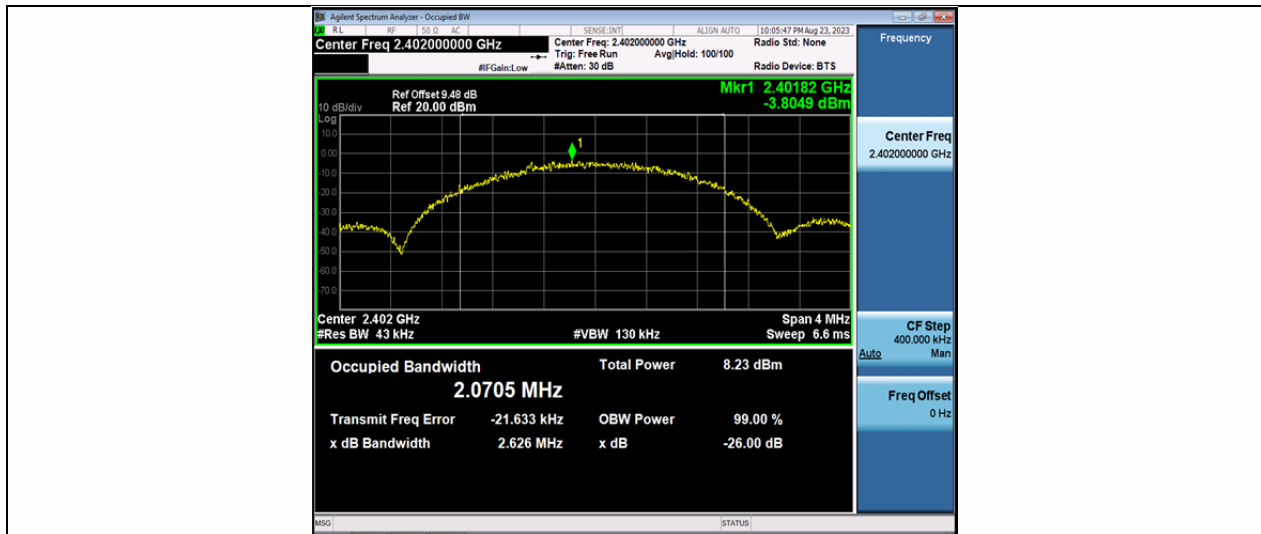 Agilent Spectrum Analyzer - Occupied BW
RL RF 50 Ω AC SENSE:INT ALIGN AUTO 10:05:47 PM Aug 23, 2023
Center Freq 2.402000000 GHz
Center Freq: 2.402000000 GHz
Trig: Free Run Avg|Hold: 100/100
#IFGain:Low #Atten: 30 dB
Radio Std: None
Radio Device: BTS
Frequency
Ref Offset 9.48 dB
10 dB/div Ref 20.00 dBm
Mkr1 2.40182 GHz
-3.8049 dBm
Log
10.0
0.00
-10.0
-20.0
-30.0
-40.0
-50.0
-60.0
-70.0
1
Center 2.402 GHz Span 4 MHz
#Res BW 43 kHz #VBW 130 kHz Sweep 6.6 ms
Center Freq
2.402000000 GHz
CF Step
400.000 kHz
Auto Man
Freq Offset
0 Hz
Occupied Bandwidth Total Power 8.23 dBm
2.0705 MHz
Transmit Freq Error -21.633 kHz OBW Power 99.00 %
x dB Bandwidth 2.626 MHz x dB -26.00 dB
MSG STATUS